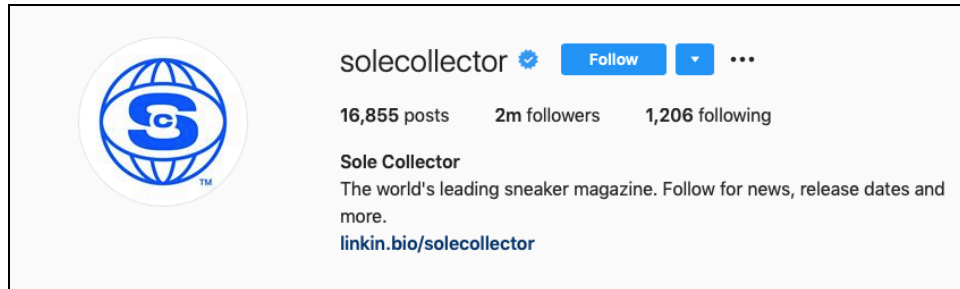 solecollector Follow
16,855 posts 2m followers 1,206 following
Sole Collector
The world's leading sneaker magazine. Follow for news, release dates and
more.
linkin.bio/solecollector
SC
TM